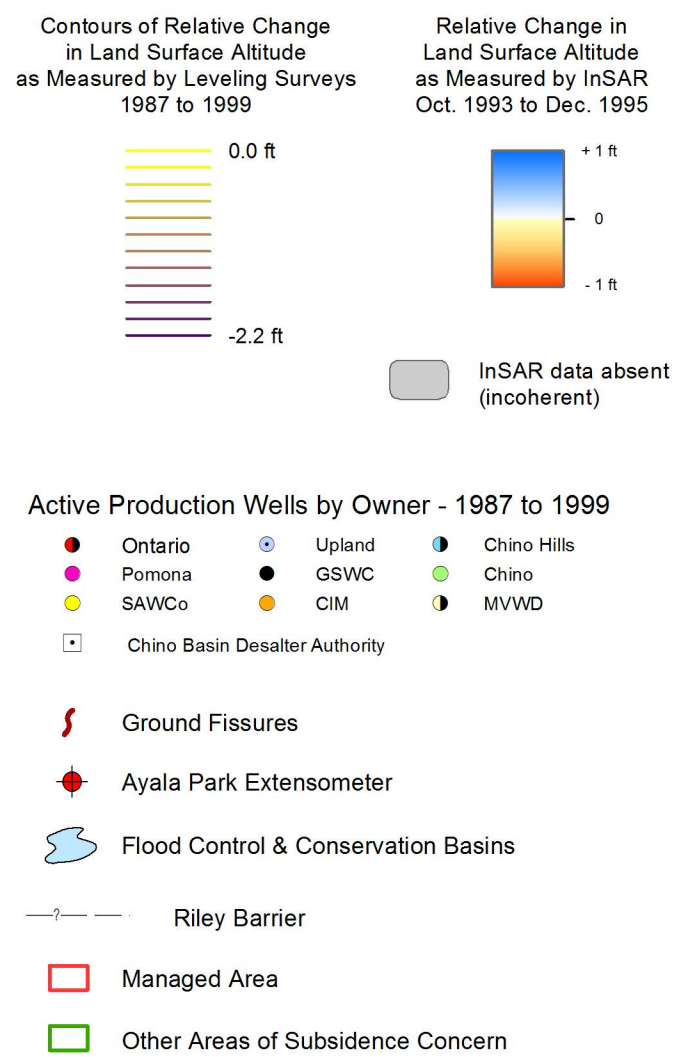 Contours of Relative Change
in Land Surface Altitude
as Measured by Leveling Surveys
1987 to 1999
0.0 ft
-2.2 ft
Relative Change in
Land Surface Altitude
as Measured by InSAR
Oct. 1993 to Dec. 1995
+ 1 ft
0
- 1 ft
InSAR data absent
(incoherent)
Active Production Wells by Owner - 1987 to 1999
Ontario
Upland
Chino Hills
Pomona
GSWC
Chino
SAWCo
CIM
MVWD
Chino Basin Desalter Authority
Ground Fissures
Ayala Park Extensometer
Flood Control & Conservation Basins
?
Riley Barrier
Managed Area
Other Areas of Subsidence Concern